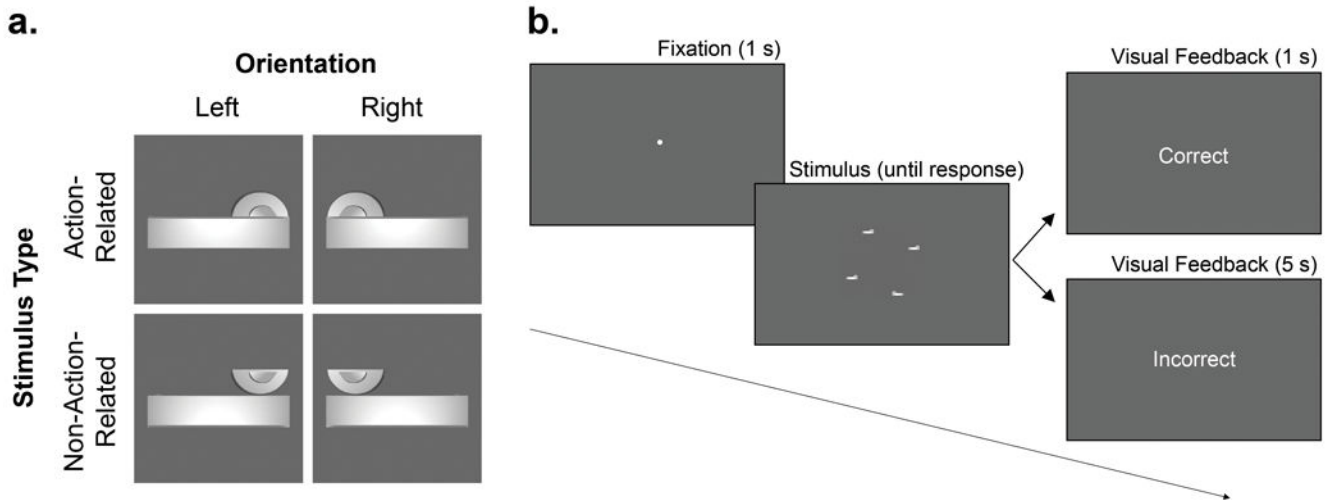 a.
Orientation
Left Right
Stimulus Type
Action-
Related
Non-Action-
Related
b.
Fixation (1 s)
Stimulus (until response)
Visual Feedback (1 s)
Correct
Visual Feedback (5 s)
Incorrect